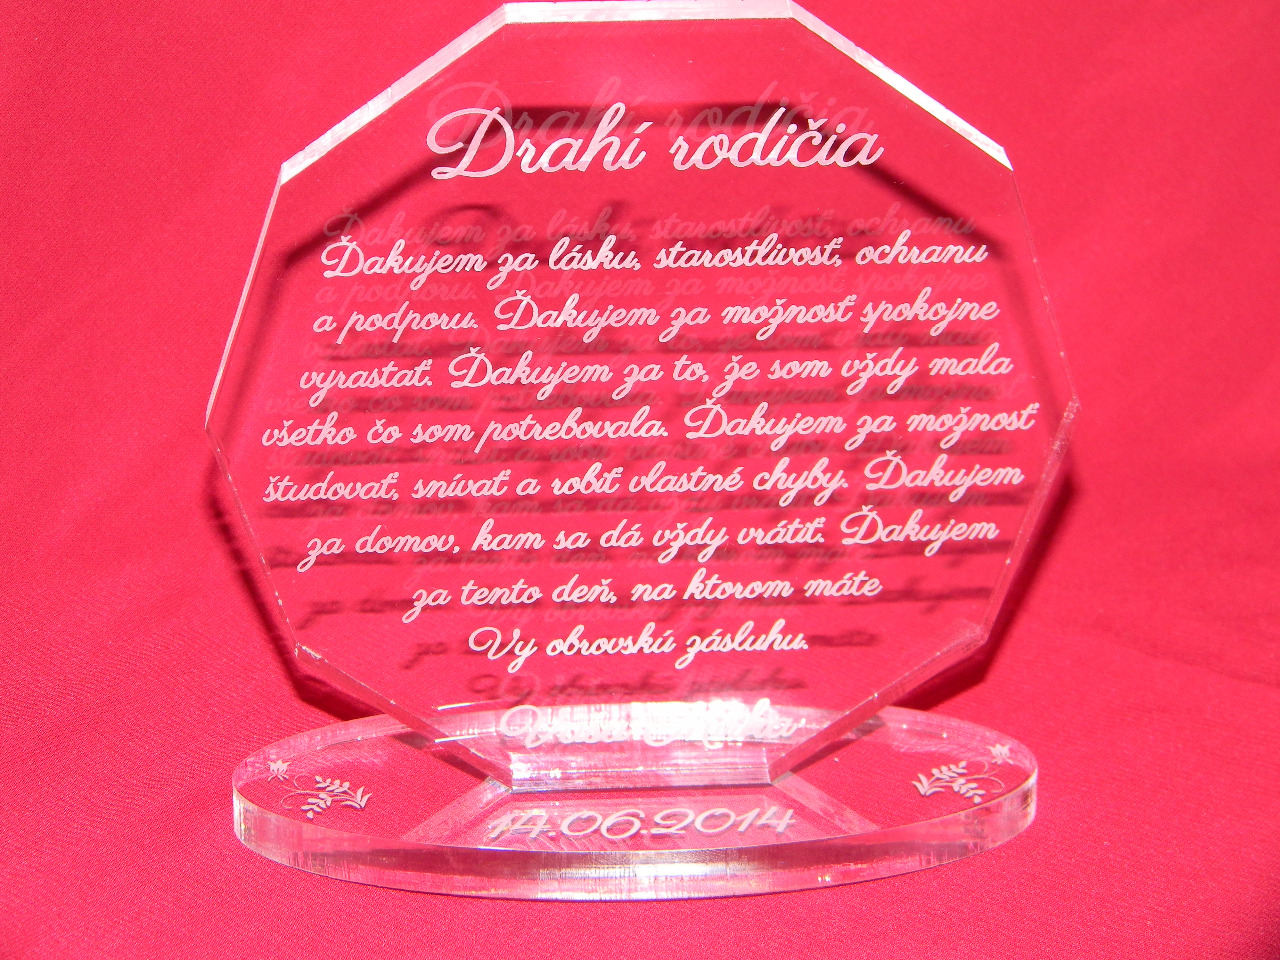 Drahí rodičia
Ďakujem za lásku, starostlivosť, ochranu
a podporu. Ďakujem za možnosť spokojne
vyrastať. Ďakujem za to, že som vždy mala
všetko čo som potrebovala. Ďakujem za možnosť
študovať, snívať a robiť vlastné chyby. Ďakujem
za domov, kam sa dá vždy vrátiť. Ďakujem
za tento deň, na ktorom máte
Vy obrovskú zásluhu.
14.06.2014